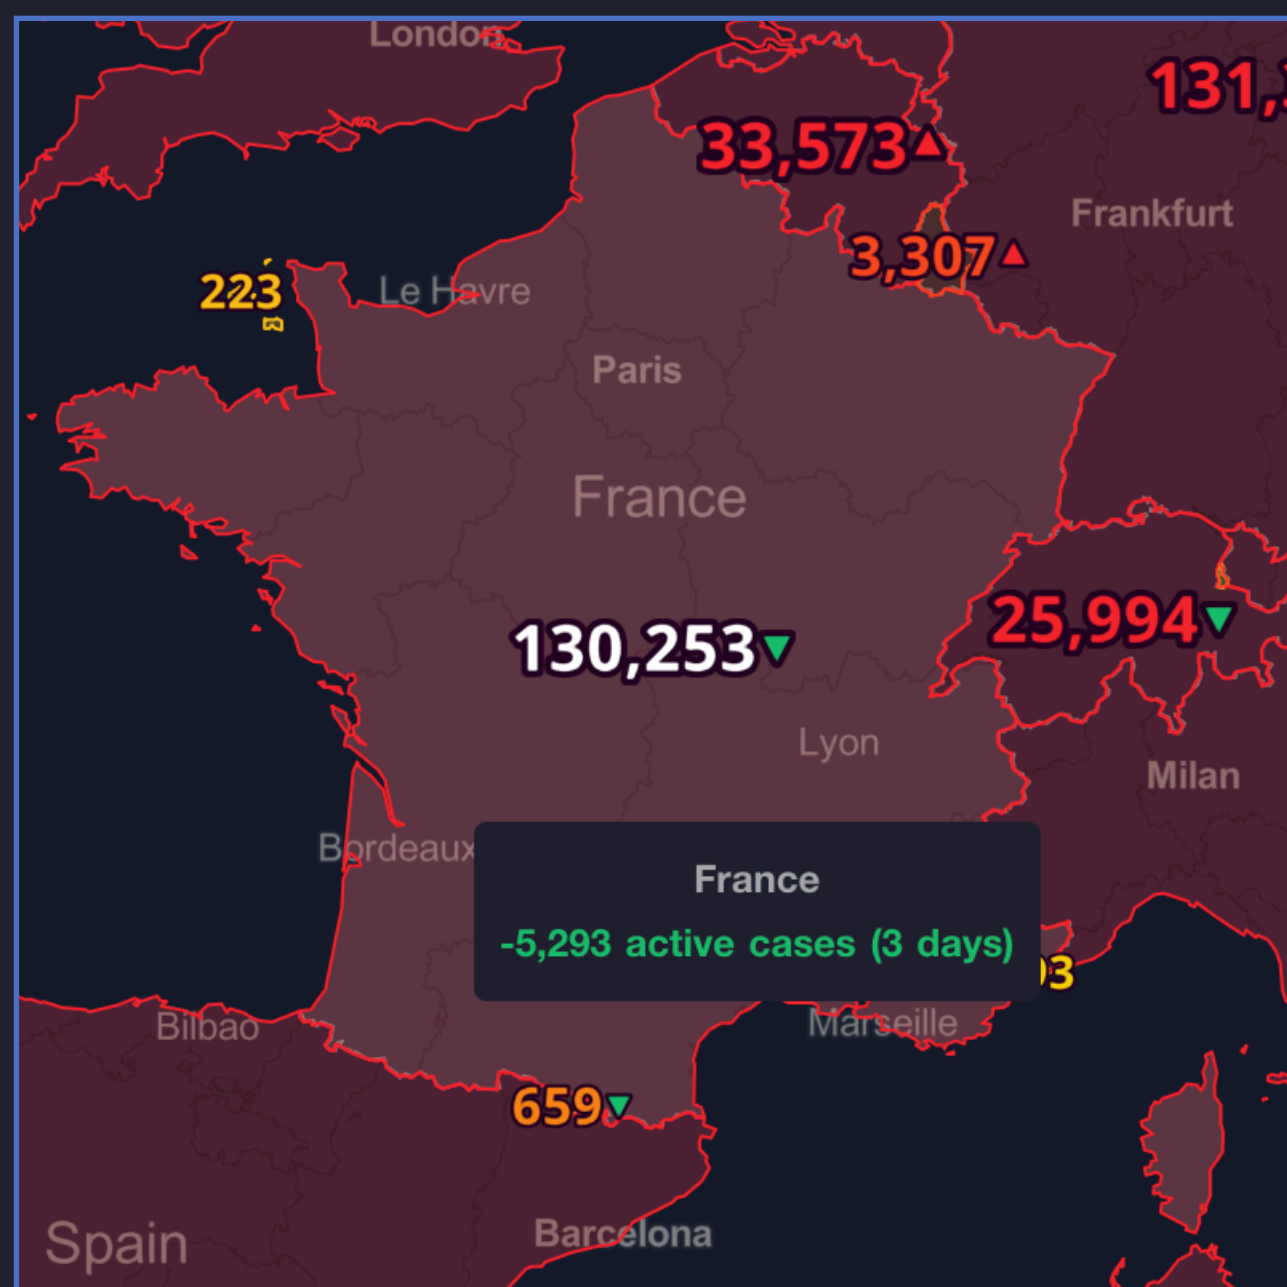 London
131,
33,573▲
Frankfurt
3,307▲
223
Le Havre
Paris
France
25,994▼
130,253▼
Lyon
Milan
Bordeaux
France
-5,293 active cases (3 days)
93
Marseille
Bilbao
659▼
Barcelona
Spain